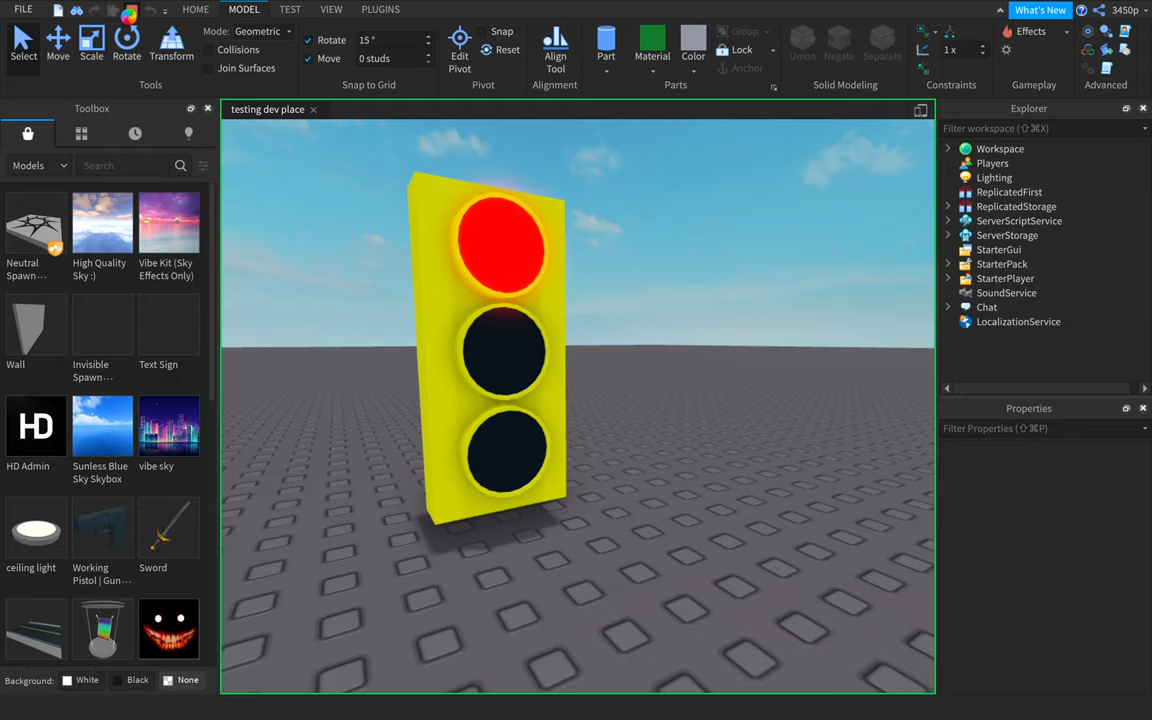 FILE HOME MODEL TEST VIEW PLUGINS What's New 3450p
Select Move Scale Rotate Transform
Mode: Geometric
Collisions
Join Surfaces
Tools
Rotate 15 °
Move 0 studs
Snap to Grid
Edit Pivot
Snap
Reset
Pivot
Align Tool
Alignment
Part Material Color
Group
Lock
Anchor
Parts
Union Negate Separate
Solid Modeling
1 x
Constraints
Effects
Gameplay
Advanced
Toolbox
Models Search
Neutral Spawn...
High Quality Sky :)
Vibe Kit (Sky Effects Only)
Wall
Invisible Spawn...
Text Sign
HD
HD Admin
Sunless Blue Sky Skybox
vibe sky
ceiling light
Working Pistol | Gun...
Sword
Background: White Black None
testing dev place
Explorer
Filter workspace (⇧⌘X)
Workspace
Players
Lighting
ReplicatedFirst
ReplicatedStorage
ServerScriptService
ServerStorage
StarterGui
StarterPack
StarterPlayer
SoundService
Chat
LocalizationService
Properties
Filter Properties (⇧⌘P)